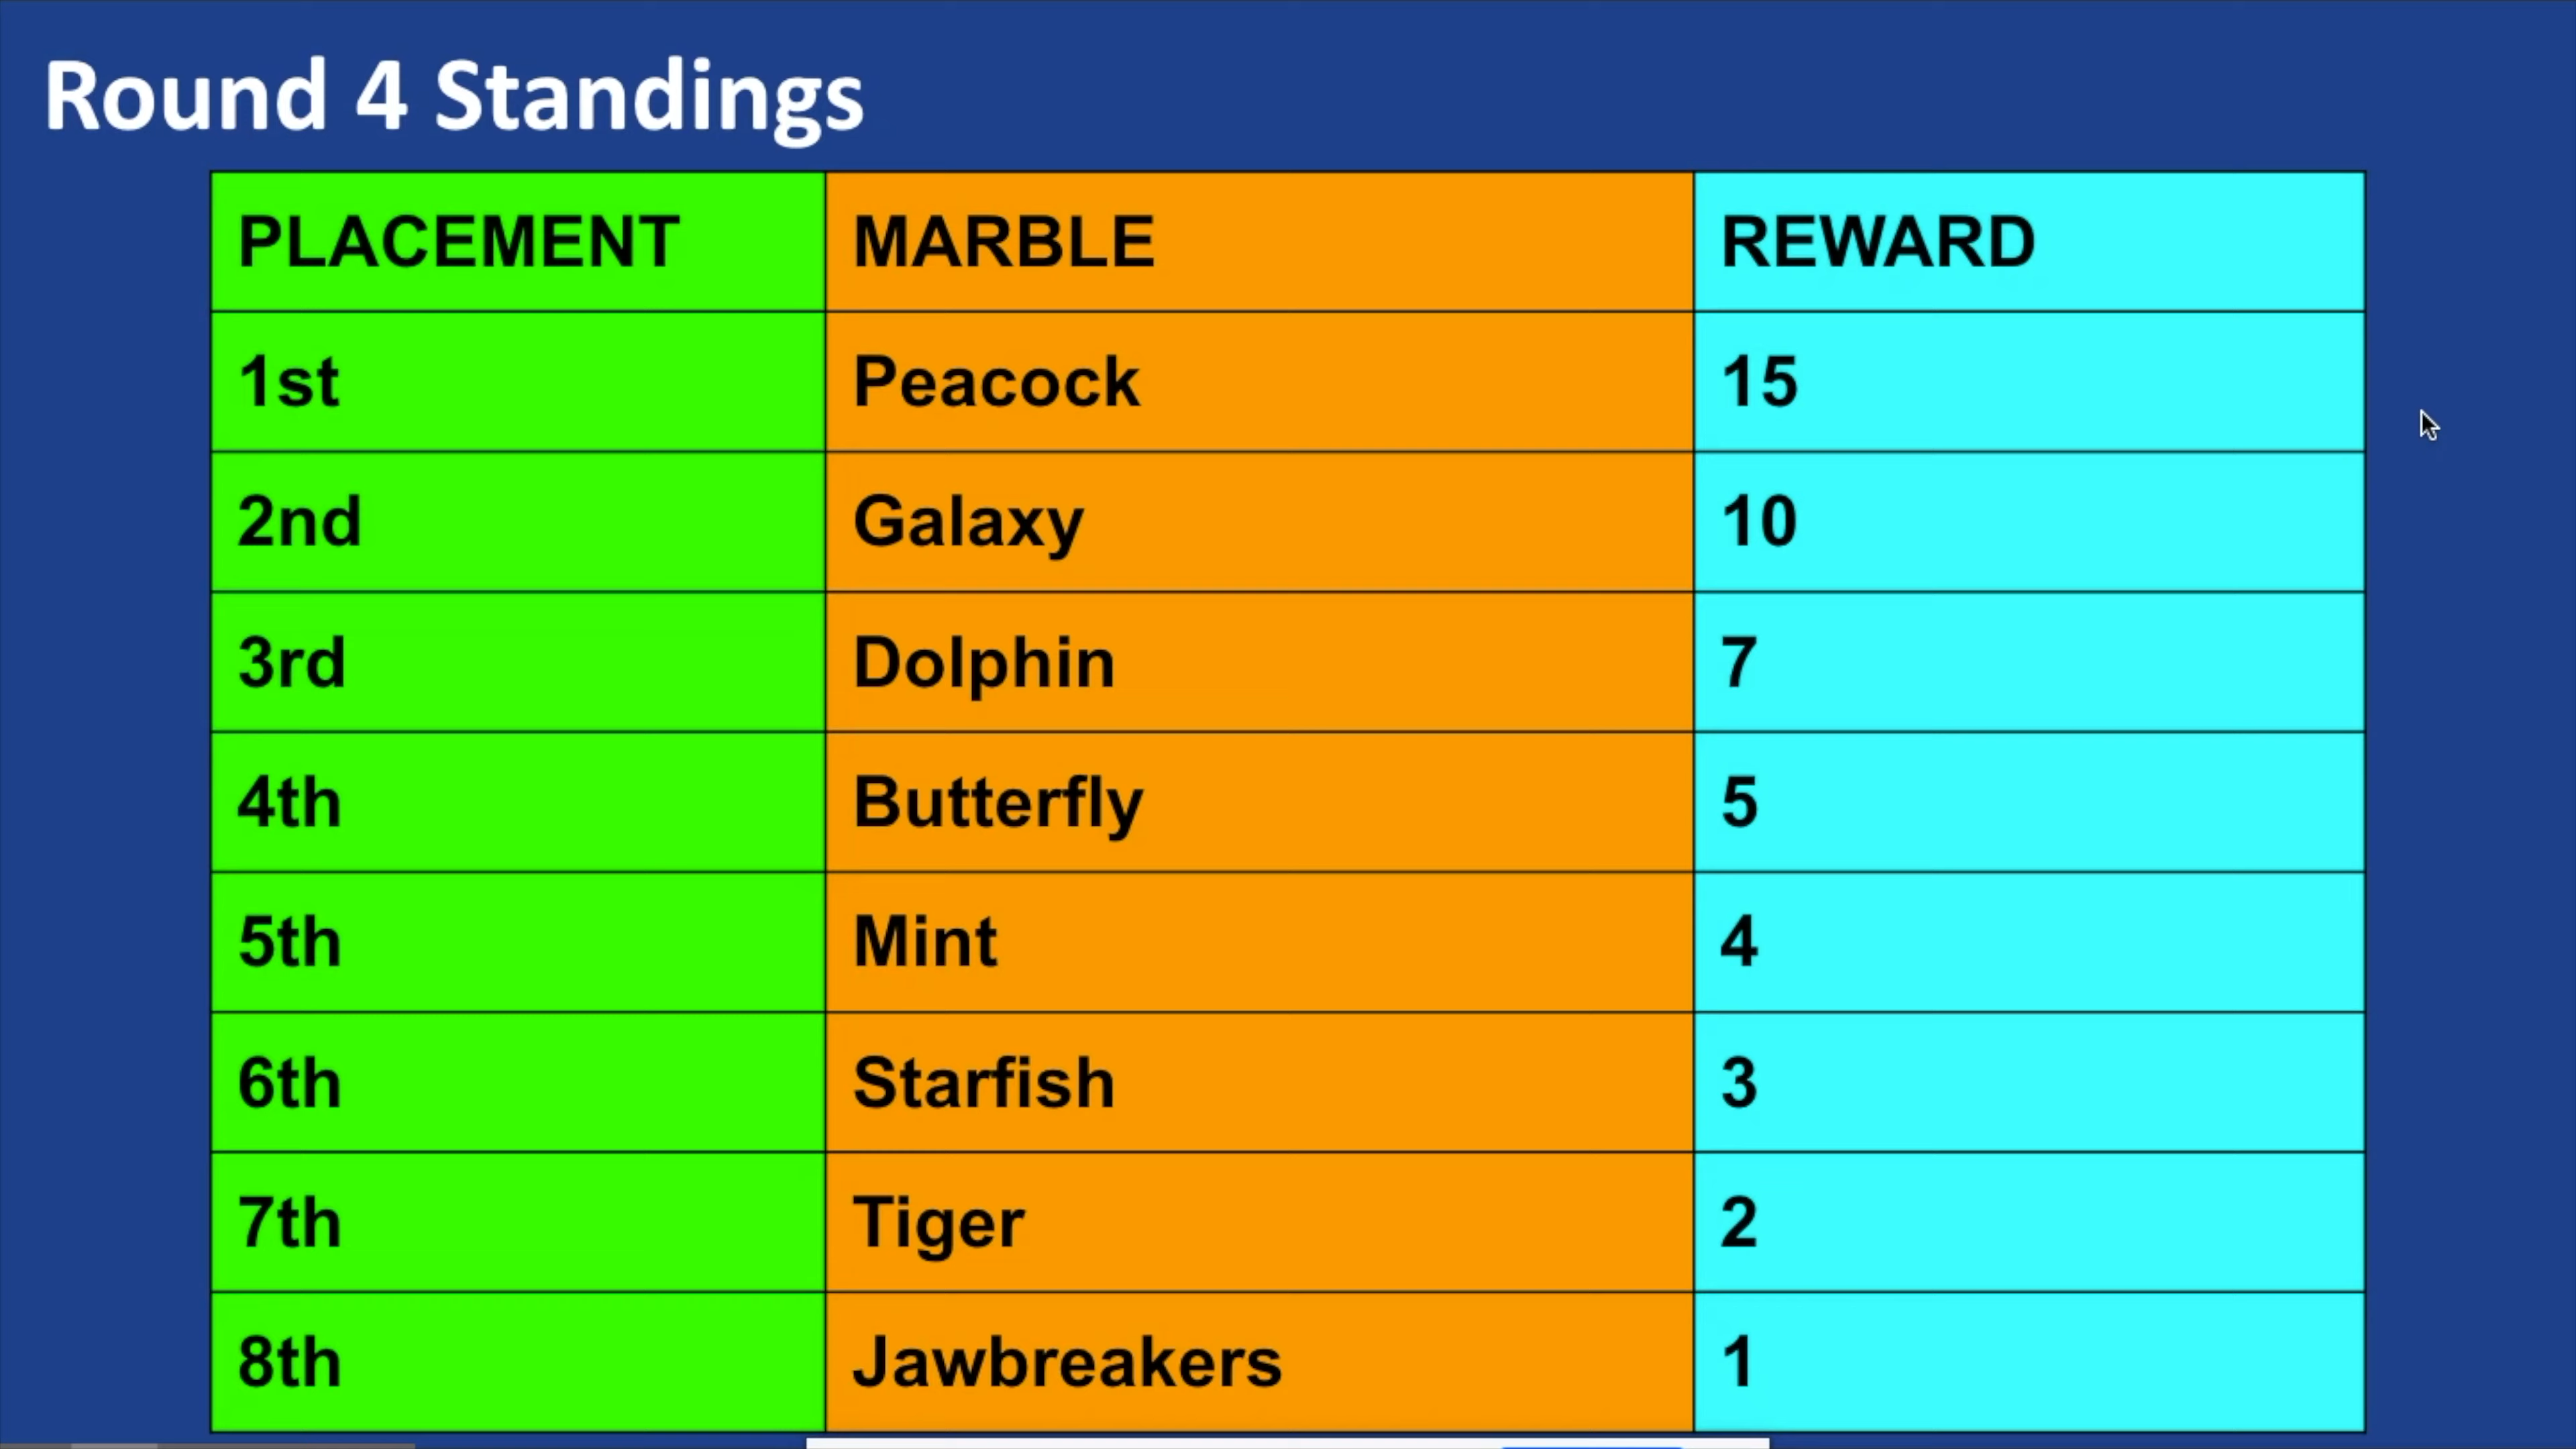 Round 4 Standings
PLACEMENT MARBLE REWARD
1st Peacock 15
2nd Galaxy 10
3rd Dolphin 7
4th Butterfly 5
5th Mint 4
6th Starfish 3
7th Tiger 2
8th Jawbreakers 1